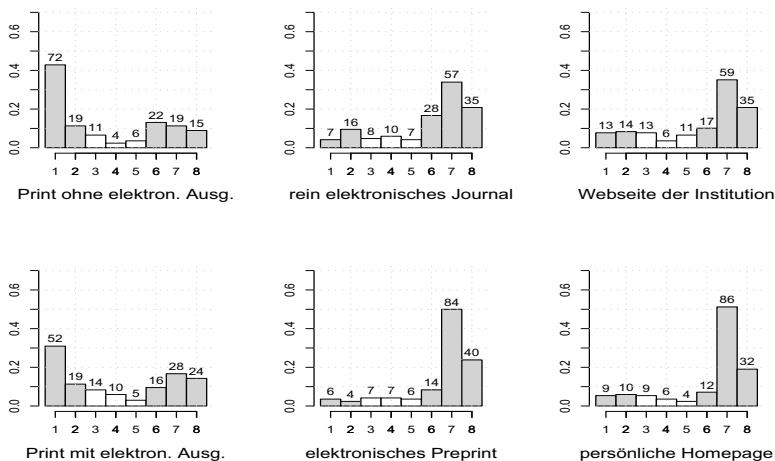 0.0 0.2 0.4 0.6
72 19 11 4 6 22 19 15
1 2 3 4 5 6 7 8
Print ohne elektron. Ausg.
0.0 0.2 0.4 0.6
7 16 8 10 7 28 57 35
1 2 3 4 5 6 7 8
rein elektronisches Journal
0.0 0.2 0.4 0.6
13 14 13 6 11 17 59 35
1 2 3 4 5 6 7 8
Webseite der Institution
0.0 0.2 0.4 0.6
52 19 14 10 5 16 28 24
1 2 3 4 5 6 7 8
Print mit elektron. Ausg.
0.0 0.2 0.4 0.6
6 4 7 7 6 14 84 40
1 2 3 4 5 6 7 8
elektronisches Preprint
0.0 0.2 0.4 0.6
9 10 9 6 4 12 86 32
1 2 3 4 5 6 7 8
persönliche Homepage